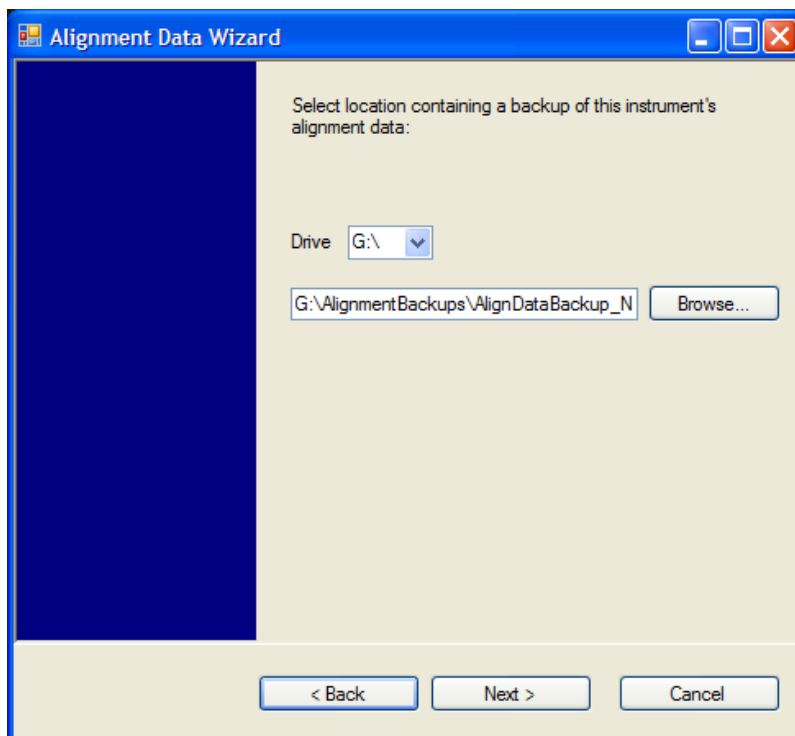 Alignment Data Wizard
Select location containing a backup of this instrument's
alignment data:
Drive G:\
G:\AlignmentBackups\AlignDataBackup_N Browse...
< Back Next > Cancel